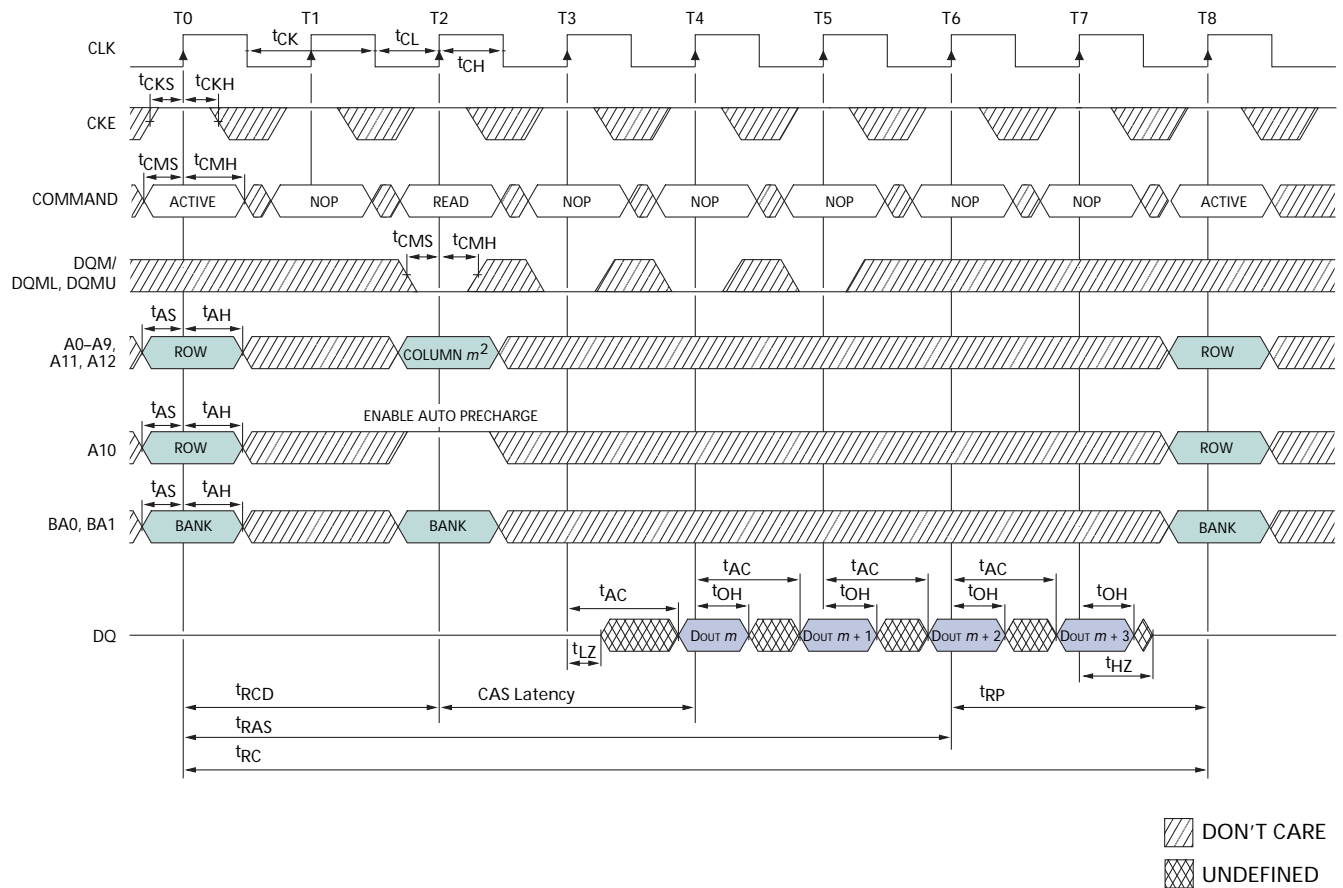 T0 T1 T2 T3 T4 T5 T6 T7 T8
CLK
tCK tCL
tCH
tCKS tCKH
CKE
tCMS tCMH
COMMAND ACTIVE NOP READ NOP NOP NOP NOP NOP ACTIVE
tCMS tCMH
DQM/
DQML, DQMU
tAS tAH
A0–A9,
A11, A12
ROW COLUMN m2 ROW
tAS tAH
ENABLE AUTO PRECHARGE
A10 ROW ROW
tAS tAH
BA0, BA1 BANK BANK BANK
tAC tAC tAC tAC
tOH tOH tOH tOH
DQ DOUT m DOUT m + 1 DOUT m + 2 DOUT m + 3
tLZ tHZ
tRCD CAS Latency tRP
tRAS
tRC
DON'T CARE
UNDEFINED